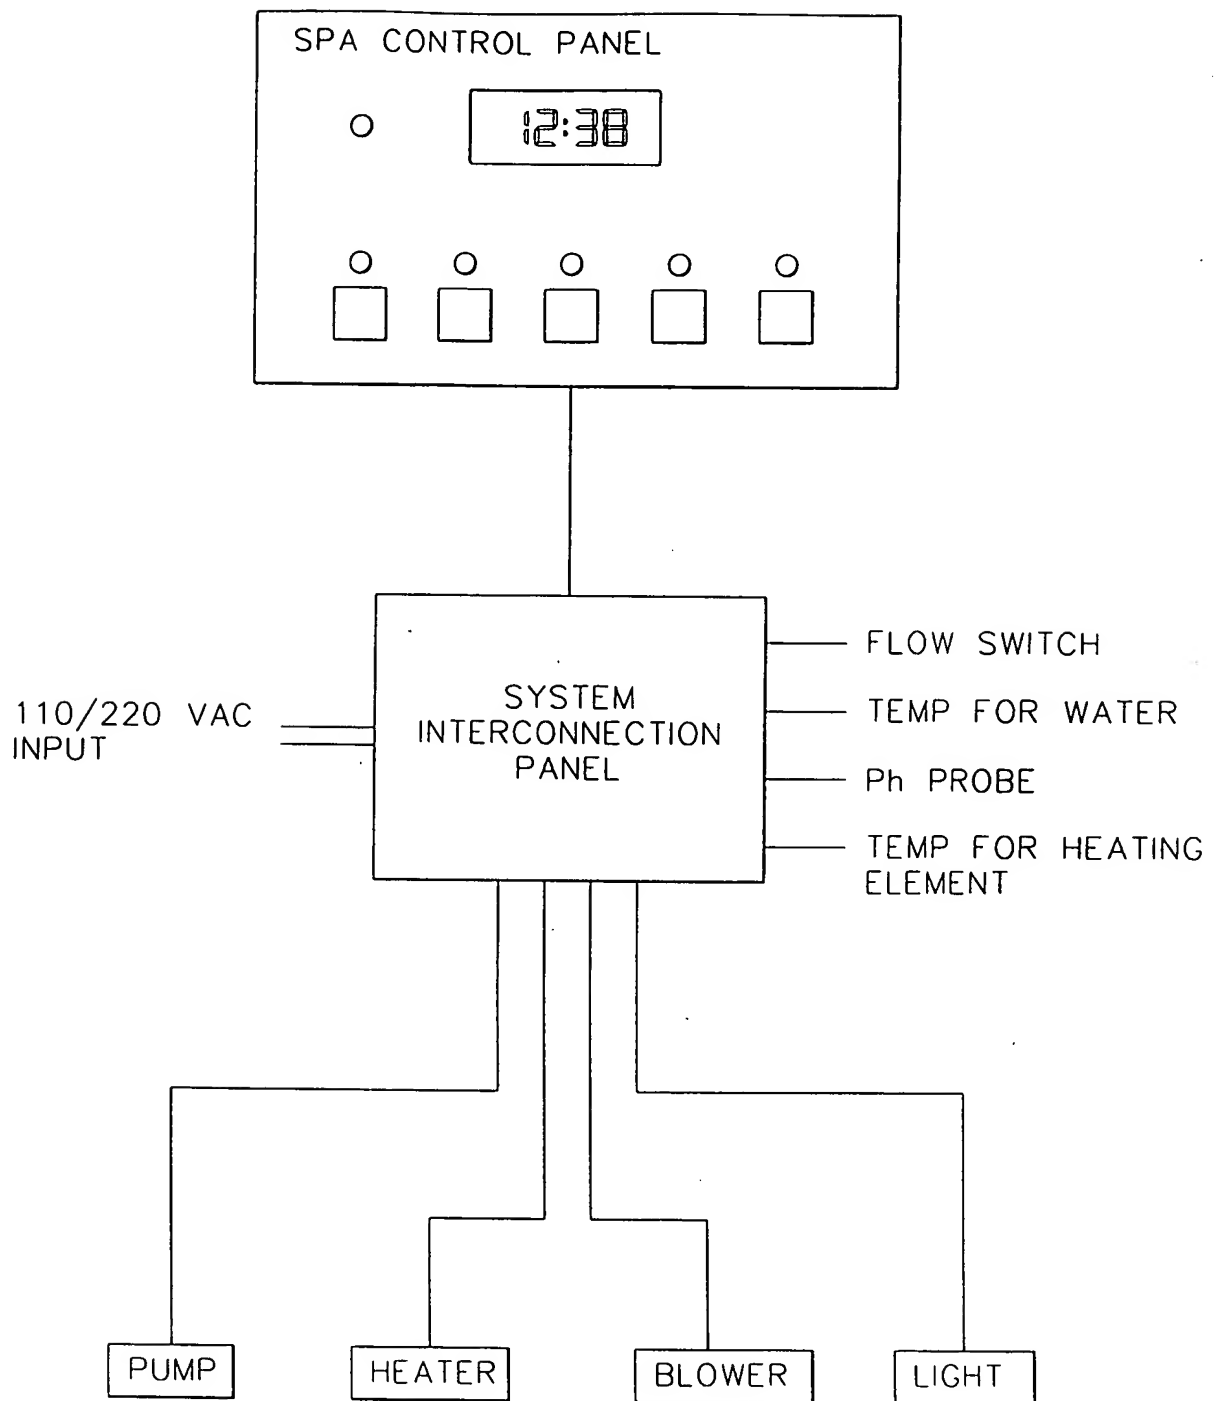 SPA CONTROL PANEL
12:38
SYSTEM
INTERCONNECTION
PANEL
110/220 VAC
INPUT
FLOW SWITCH
TEMP FOR WATER
Ph PROBE
TEMP FOR HEATING
ELEMENT
PUMP
HEATER
BLOWER
LIGHT